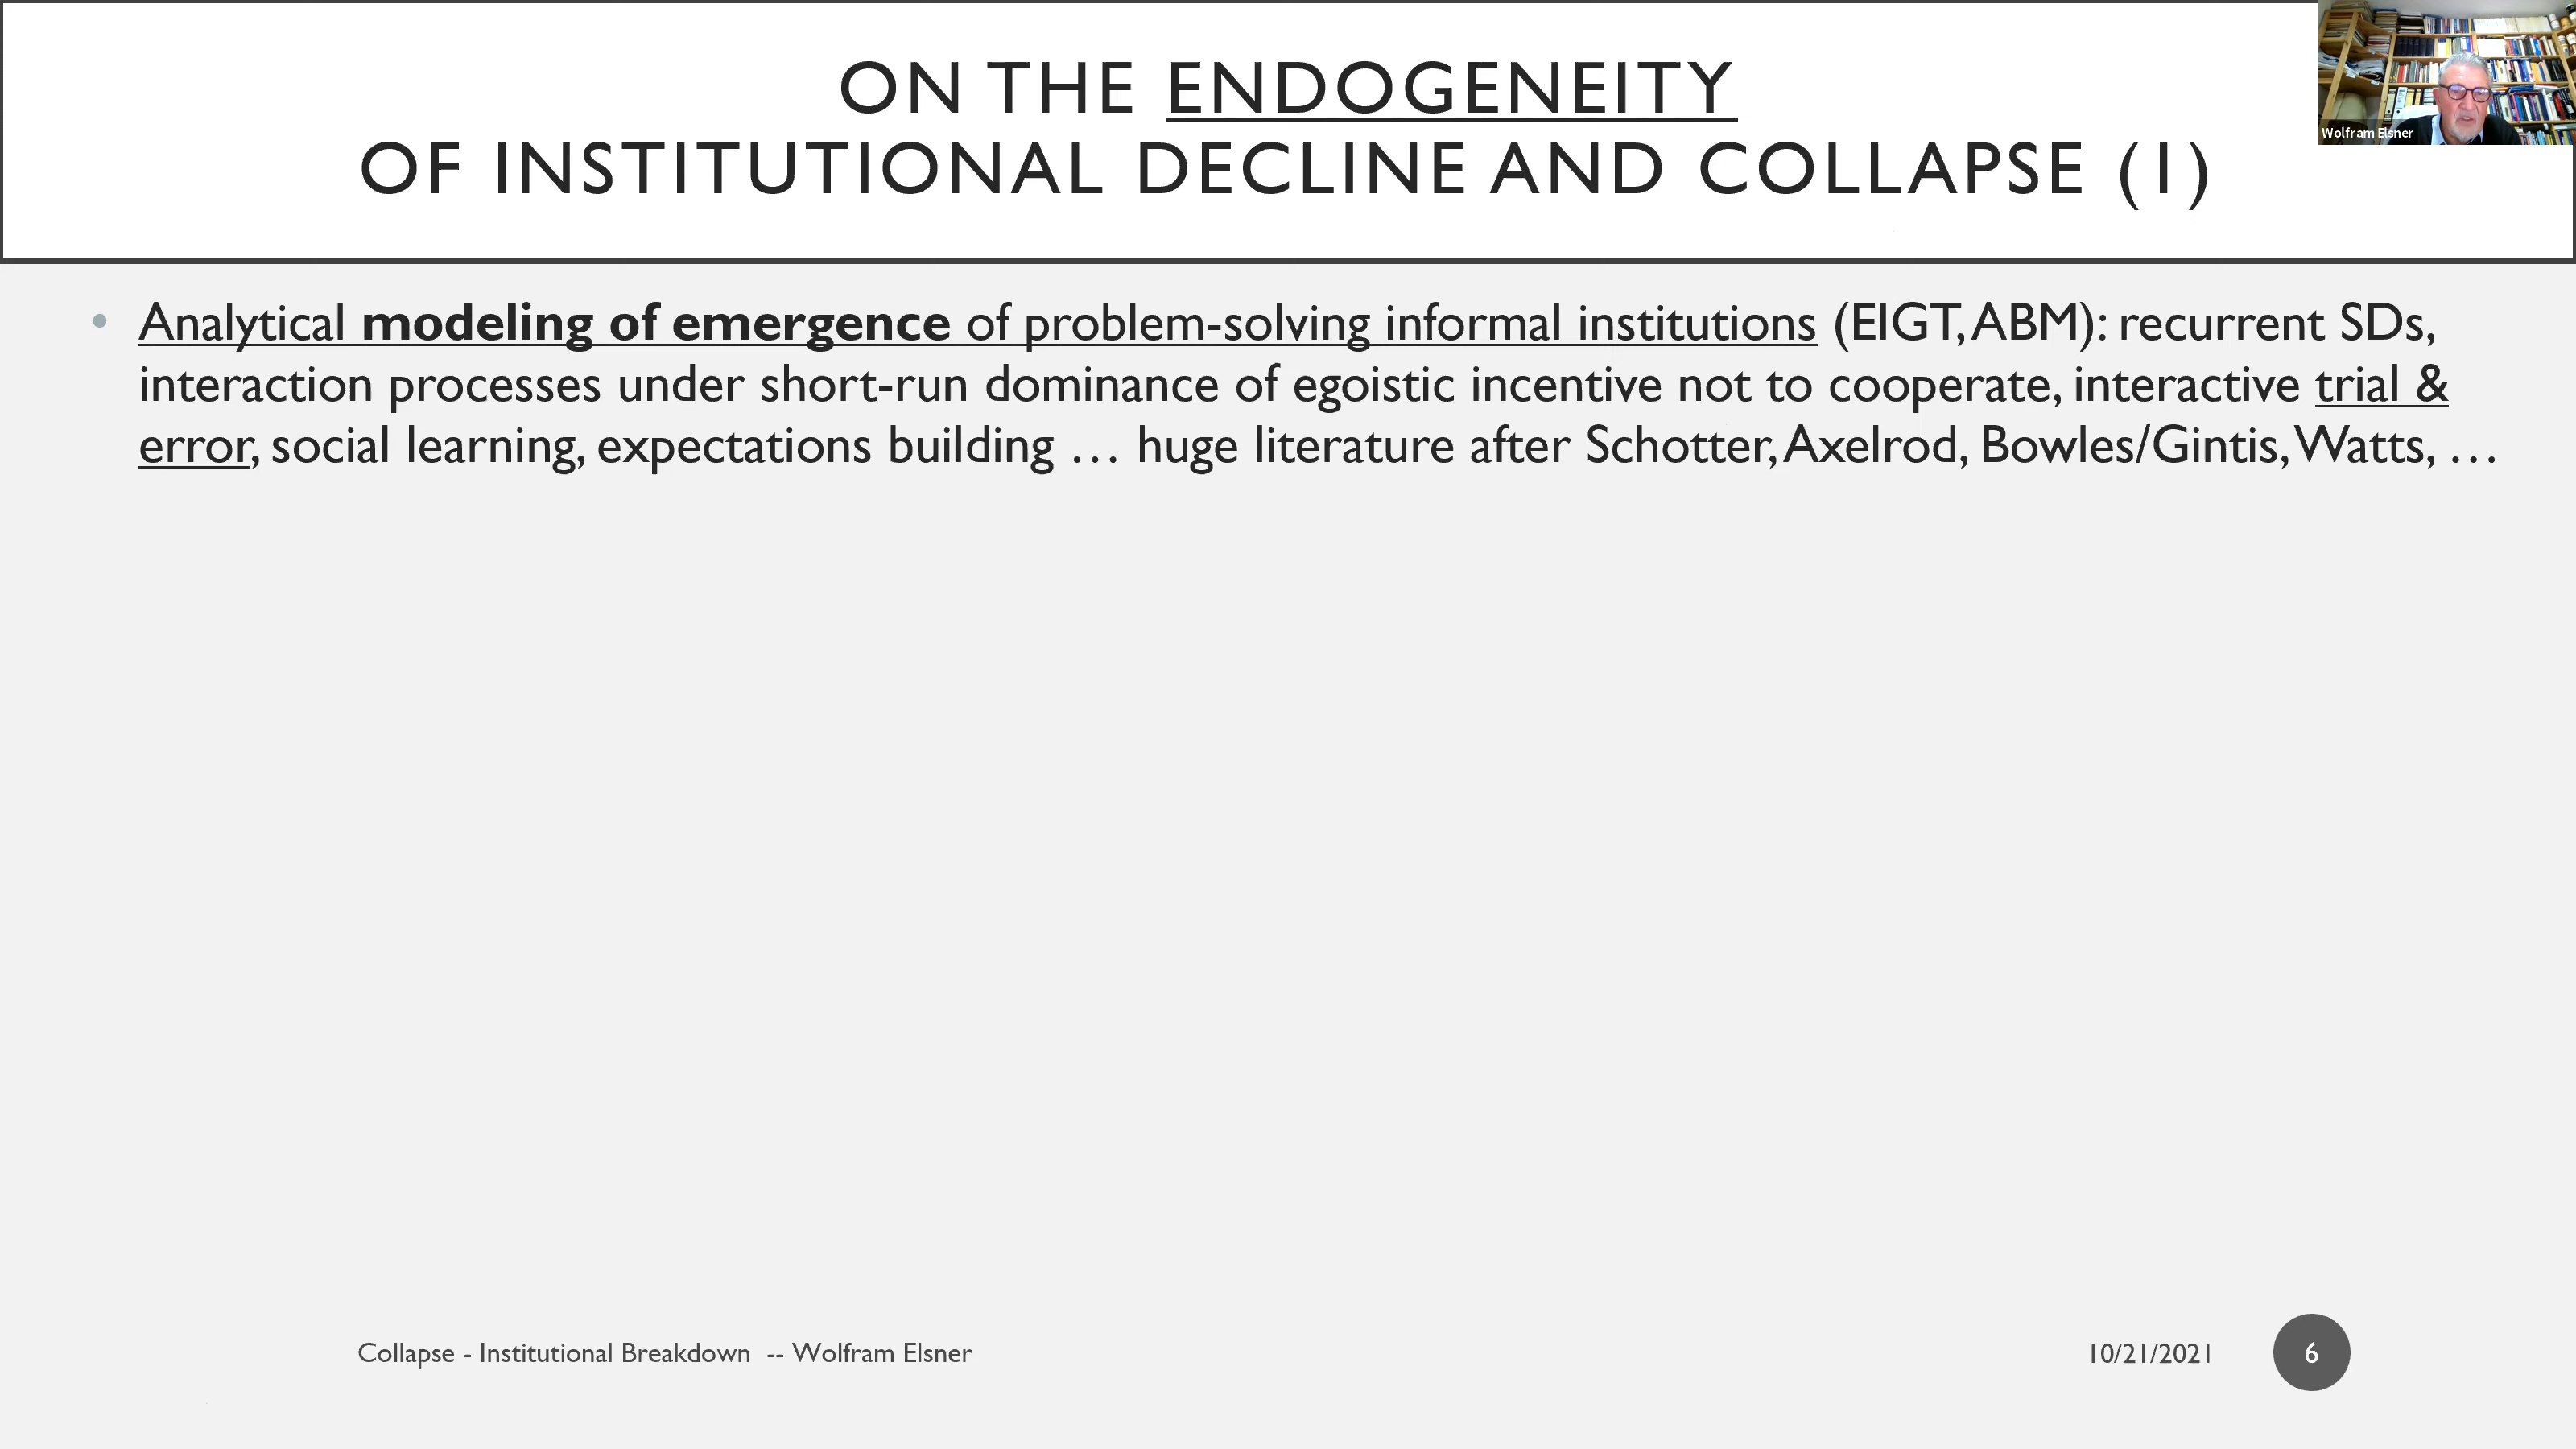 ON THE ENDOGENEITY
OF INSTITUTIONAL DECLINE AND COLLAPSE (1)
Wolfram Elsner
• Analytical modeling of emergence of problem-solving informal institutions (EIGT, ABM): recurrent SDs,
interaction processes under short-run dominance of egoistic incentive not to cooperate, interactive trial &
error, social learning, expectations building … huge literature after Schotter, Axelrod, Bowles/Gintis, Watts, …
Collapse - Institutional Breakdown -- Wolfram Elsner
10/21/2021
6